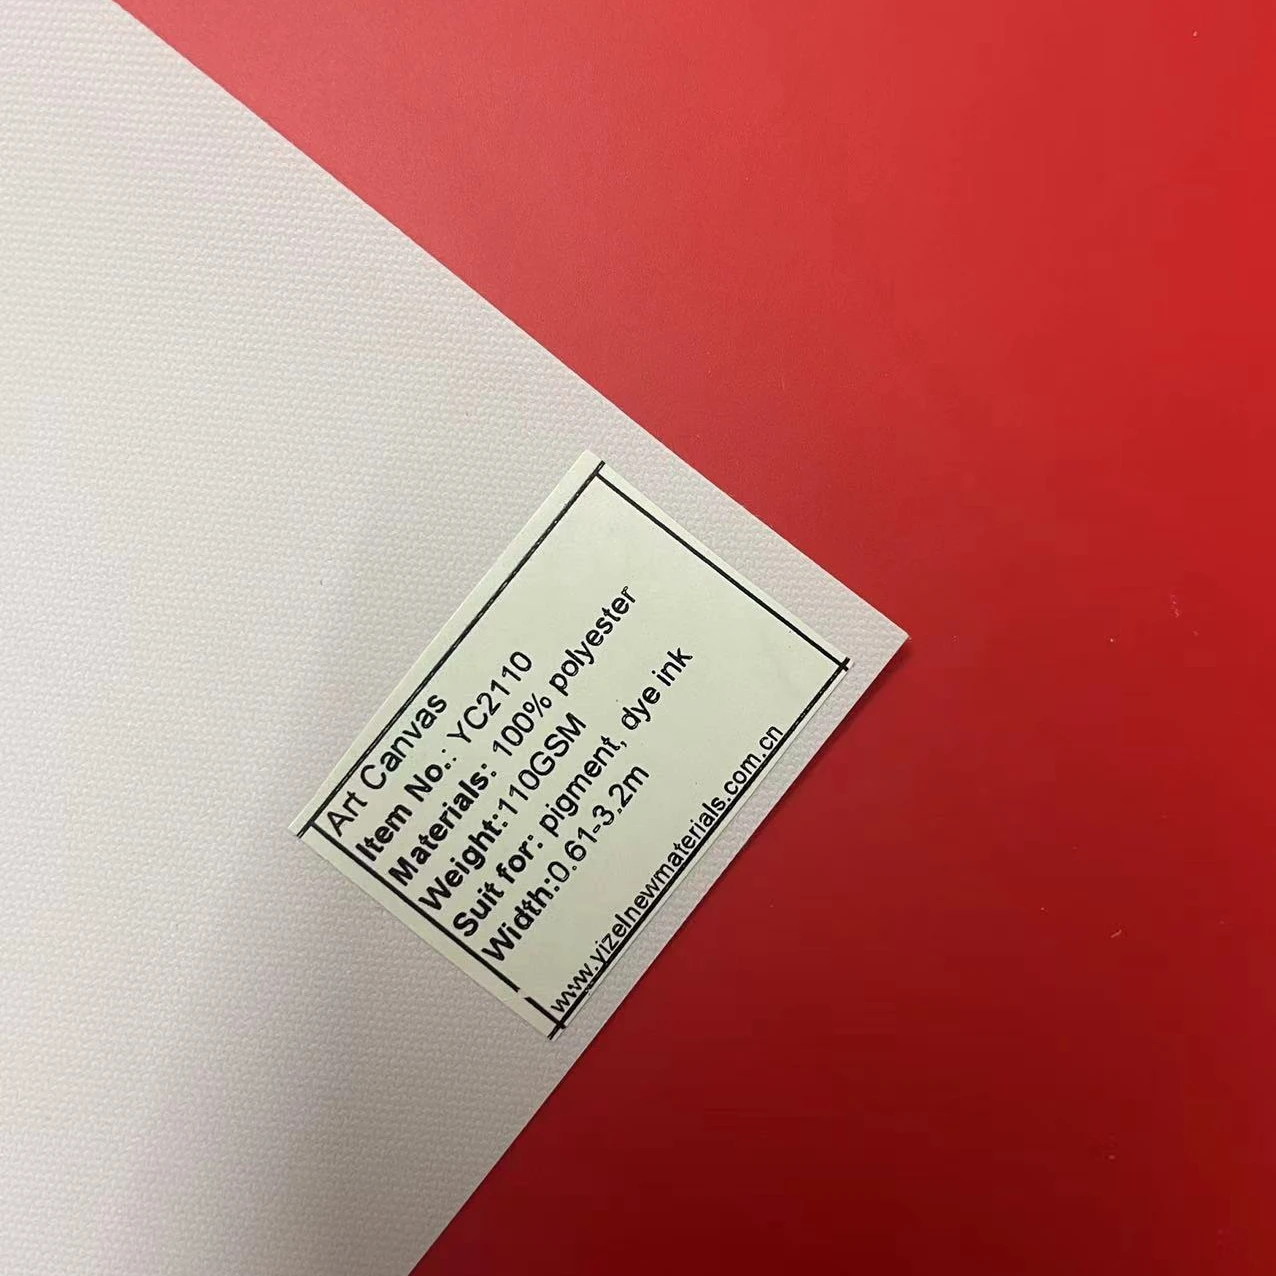 Art Canvas
Item No.: YC2110
Materials: 100% polyester
Weight:110GSM
Suit for: pigment, dye ink
Width:0.61-3.2m
www.yizelnewmaterials.com.cn